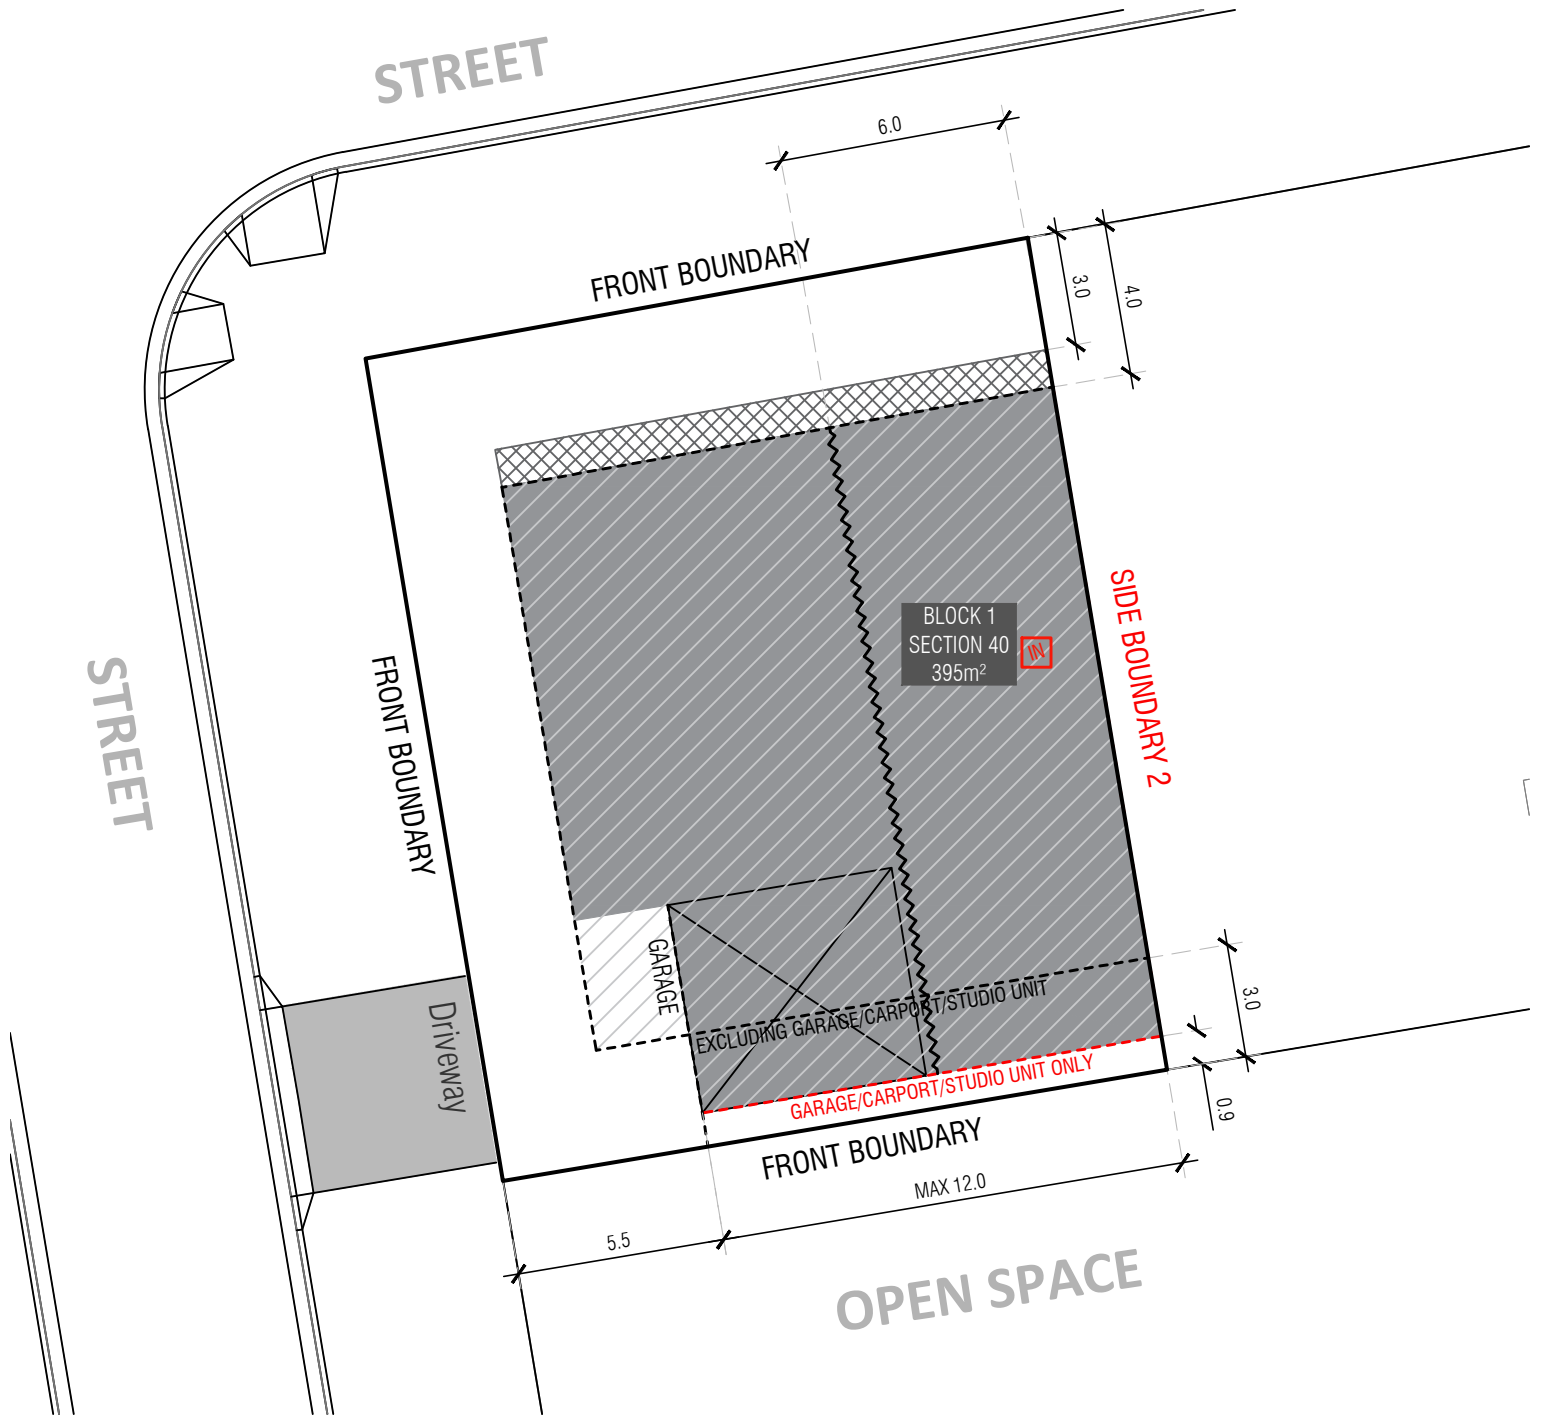 STREET
6.0
FRONT BOUNDARY
3.0
4.0
STREET
FRONT BOUNDARY
BLOCK 1
SECTION 40
395m²
IN
SIDE BOUNDARY 2
GARAGE
EXCLUDING GARAGE/CARPORT/STUDIO UNIT
GARAGE/CARPORT/STUDIO UNIT ONLY
Driveway
3.0
0.9
FRONT BOUNDARY
MAX 12.0
5.5
OPEN SPACE